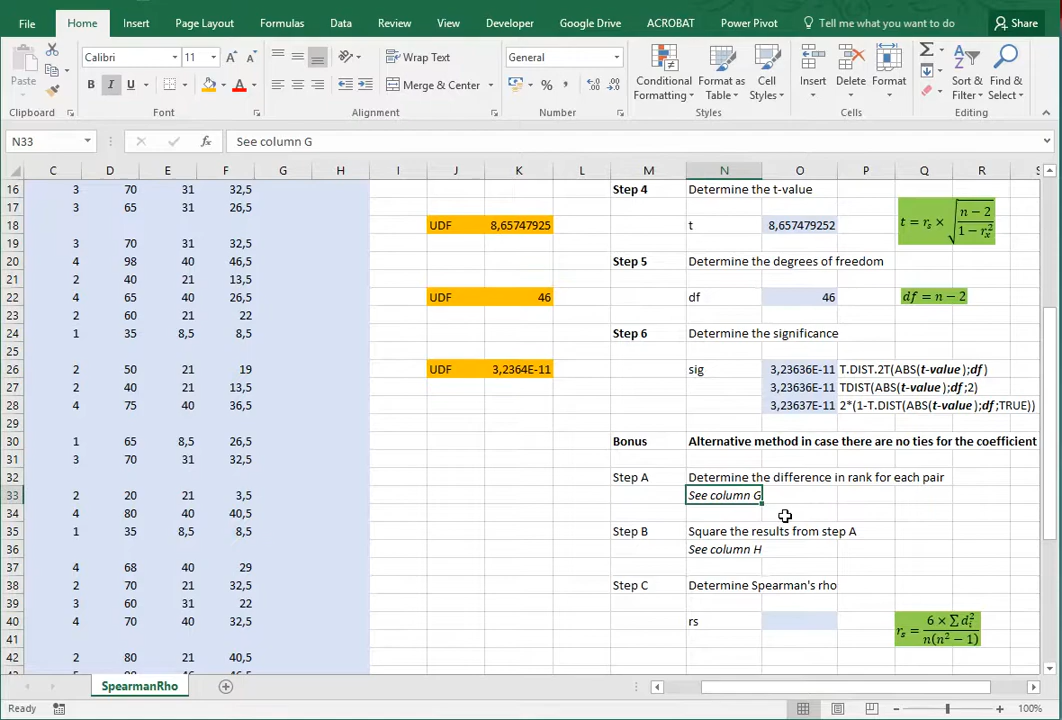 File Home Insert Page Layout Formulas Data Review View Developer Google Drive ACROBAT Power Pivot Tell me what you want to do Share
Paste Calibri 11 A A Wrap Text General Conditional Formatting Format as Table Cell Styles Insert Delete Format Sort & Filter Find & Select
B I U A Merge & Center % ,
Clipboard Font Alignment Number Styles Cells Editing
N33 fx See column G
C D E F G H I J K L M N O P Q R S
16 3 70 31 32,5 Step 4 Determine the t-value
17 3 65 31 26,5
18 UDF 8,65747925 t 8,657479252 t = rs × √((n − 2)/(1 − rx²))
19 3 70 31 32,5
20 4 98 40 46,5 Step 5 Determine the degrees of freedom
21 2 40 21 13,5
22 4 65 40 26,5 UDF 46 df 46 df = n − 2
23 2 60 21 22
24 1 35 8,5 8,5 Step 6 Determine the significance
25
26 2 50 21 19 UDF 3,2364E-11 sig 3,23636E-11 T.DIST.2T(ABS(t-value);df)
27 2 40 21 13,5 3,23636E-11 TDIST(ABS(t-value);df;2)
28 4 75 40 36,5 3,23637E-11 2*(1-T.DIST(ABS(t-value);df;TRUE))
29
30 1 65 8,5 26,5 Bonus Alternative method in case there are no ties for the coefficient
31 3 70 31 32,5
32 Step A Determine the difference in rank for each pair
33 2 20 21 3,5 See column G
34 4 80 40 40,5
35 1 35 8,5 8,5 Step B Square the results from step A
36 See column H
37 4 68 40 29
38 2 70 21 32,5 Step C Determine Spearman's rho
39 3 60 31 22
40 4 70 40 32,5 rs rs = (6 × ∑ di²)/(n(n² − 1))
41
42 2 80 21 40,5
SpearmanRho
Ready 100%